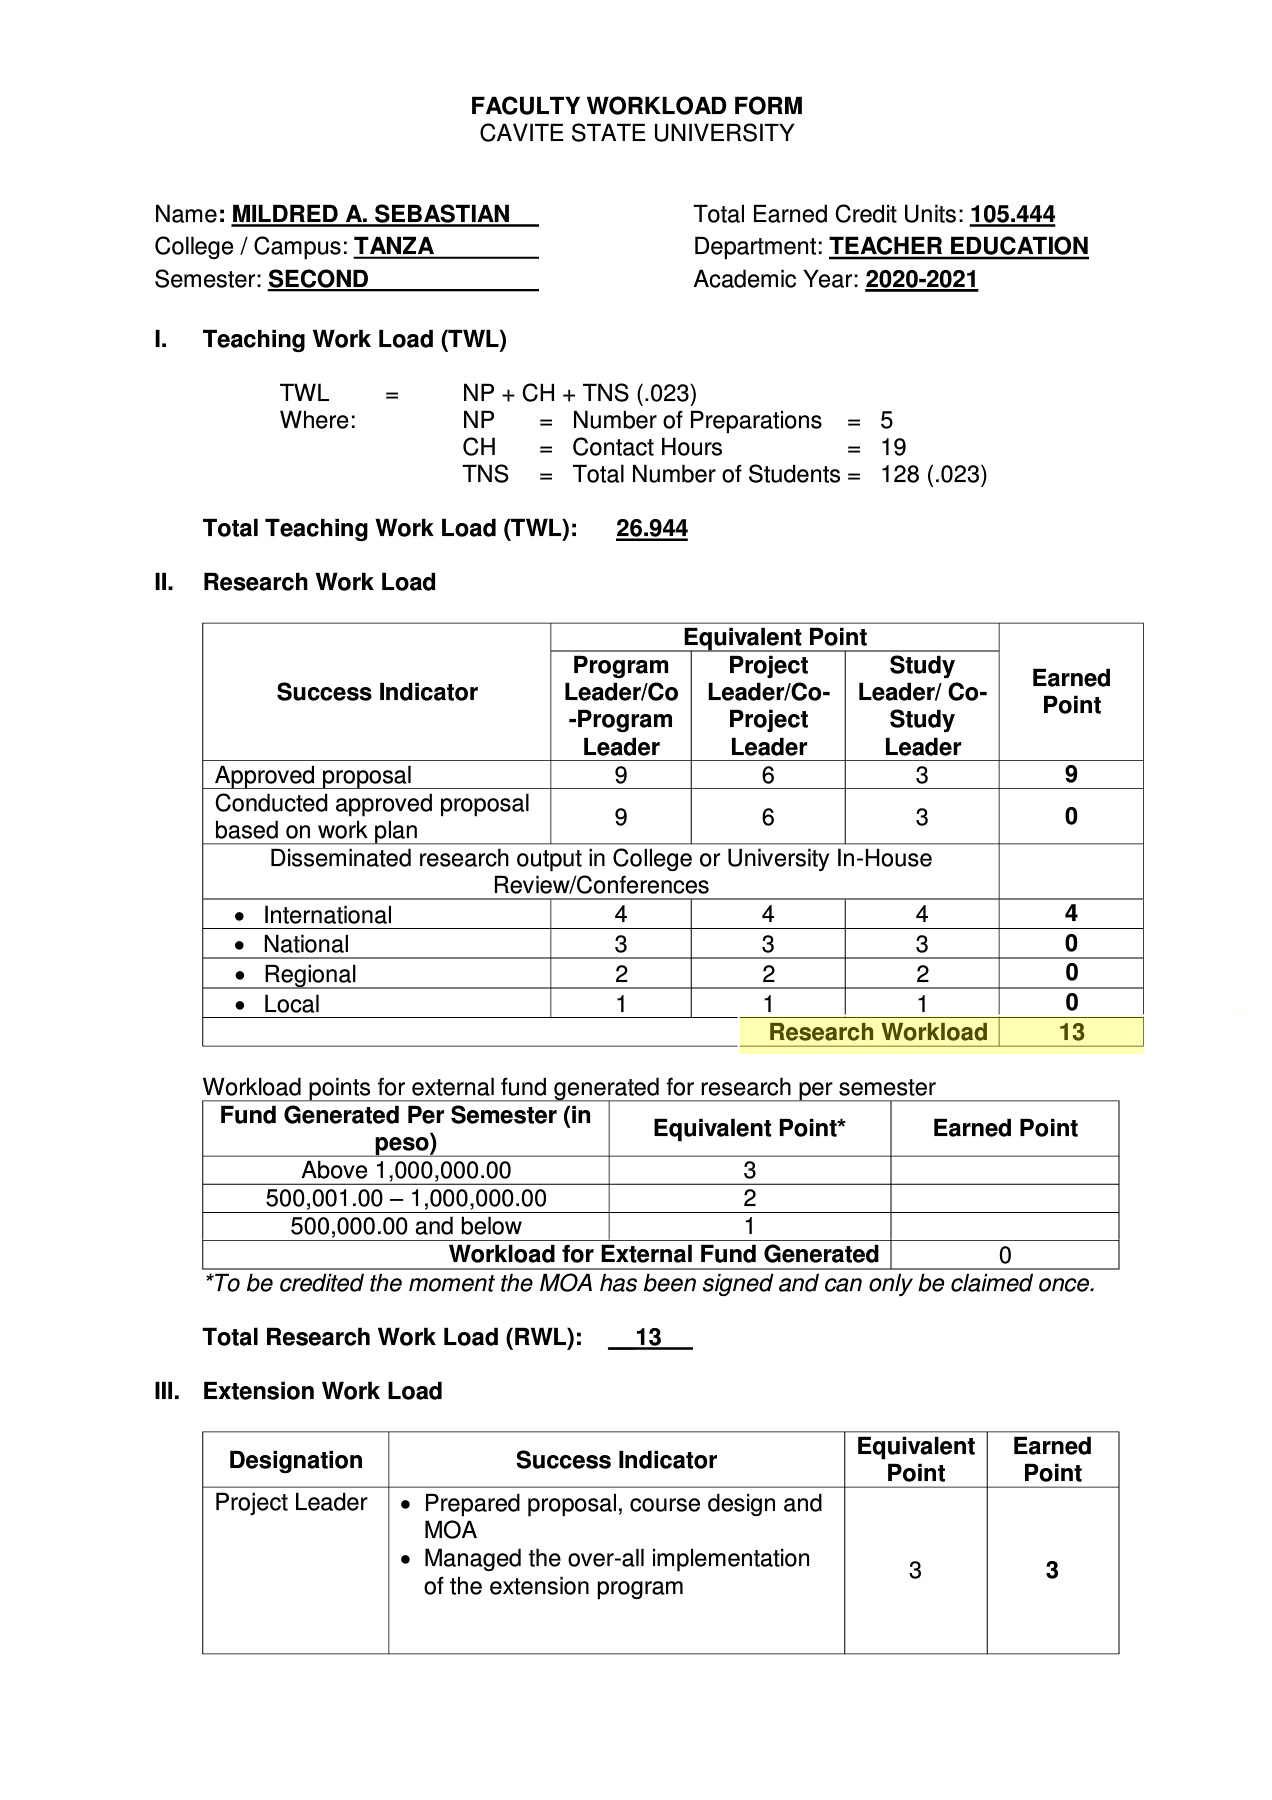 FACULTY WORKLOAD FORM
CAVITE STATE UNIVERSITY
Name: MILDRED A. SEBASTIAN
Total Earned Credit Units: 105.444
College / Campus: TANZA
Department: TEACHER EDUCATION
Semester: SECOND
Academic Year: 2020-2021
I. Teaching Work Load (TWL)
TWL = NP + CH + TNS (.023)
Where: NP = Number of Preparations = 5
CH = Contact Hours = 19
TNS = Total Number of Students = 128 (.023)
Total Teaching Work Load (TWL): 26.944
II. Research Work Load
Success Indicator
Equivalent Point
Earned
Point
Program
Leader/Co
-Program
Leader
Project
Leader/Co-
Project
Leader
Study
Leader/ Co-
Study
Leader
Approved proposal 9 6 3 9
Conducted approved proposal
based on work plan 9 6 3 0
Disseminated research output in College or University In-House
Review/Conferences
• International 4 4 4 4
• National 3 3 3 0
• Regional 2 2 2 0
• Local 1 1 1 0
Research Workload 13
Workload points for external fund generated for research per semester
Fund Generated Per Semester (in
peso)
Equivalent Point*
Earned Point
Above 1,000,000.00 3
500,001.00 – 1,000,000.00 2
500,000.00 and below 1
Workload for External Fund Generated 0
*To be credited the moment the MOA has been signed and can only be claimed once.
Total Research Work Load (RWL): 13
III. Extension Work Load
Designation
Success Indicator
Equivalent
Point
Earned
Point
Project Leader
• Prepared proposal, course design and
MOA
• Managed the over-all implementation
of the extension program
3
3